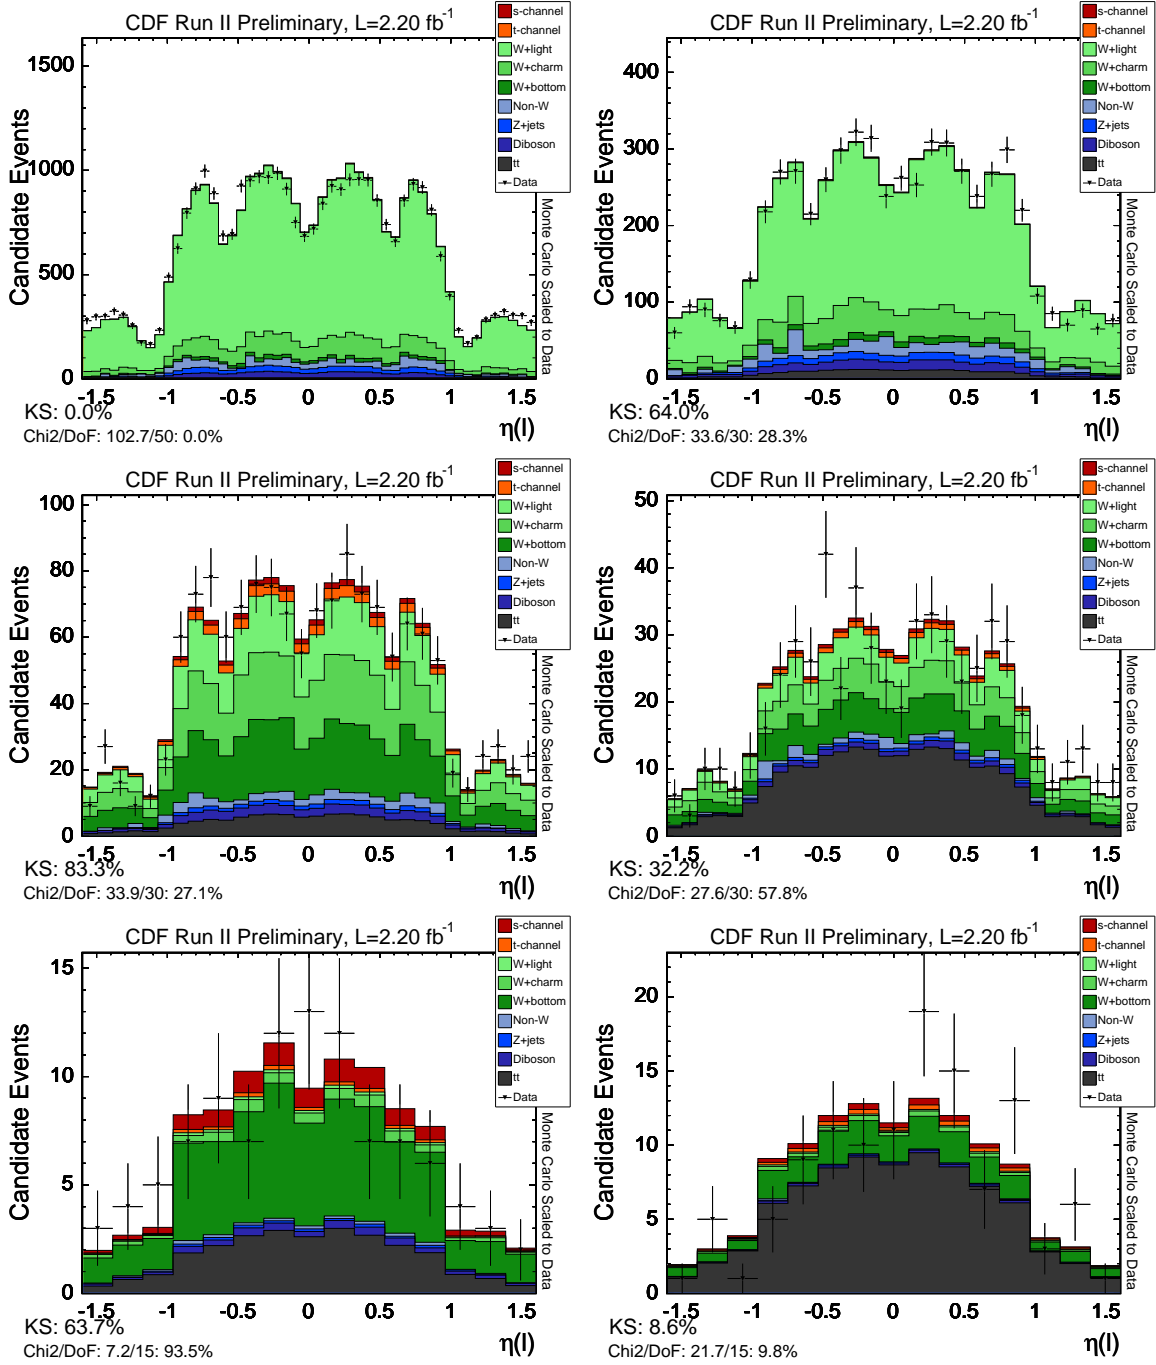 CDF Run II Preliminary, L=2.20 fb-1
s-channel
t-channel
W+light
W+charm
W+bottom
Non-W
Z+jets
Diboson
tt
Data
Candidate Events
1500
1000
500
0
-1.5 -1 -0.5 0 0.5 1 1.5
η(l)
Monte Carlo Scaled to Data
KS: 0.0%
Chi2/DoF: 102.7/50: 0.0%
CDF Run II Preliminary, L=2.20 fb-1
s-channel
t-channel
W+light
W+charm
W+bottom
Non-W
Z+jets
Diboson
tt
Data
Candidate Events
400
300
200
100
0
-1.5 -1 -0.5 0 0.5 1 1.5
η(l)
Monte Carlo Scaled to Data
KS: 64.0%
Chi2/DoF: 33.6/30: 28.3%
CDF Run II Preliminary, L=2.20 fb-1
s-channel
t-channel
W+light
W+charm
W+bottom
Non-W
Z+jets
Diboson
tt
Data
Candidate Events
100
80
60
40
20
0
-1.5 -1 -0.5 0 0.5 1 1.5
η(l)
Monte Carlo Scaled to Data
KS: 83.3%
Chi2/DoF: 33.9/30: 27.1%
CDF Run II Preliminary, L=2.20 fb-1
s-channel
t-channel
W+light
W+charm
W+bottom
Non-W
Z+jets
Diboson
tt
Data
Candidate Events
50
40
30
20
10
0
-1.5 -1 -0.5 0 0.5 1 1.5
η(l)
Monte Carlo Scaled to Data
KS: 32.2%
Chi2/DoF: 27.6/30: 57.8%
CDF Run II Preliminary, L=2.20 fb-1
s-channel
t-channel
W+light
W+charm
W+bottom
Non-W
Z+jets
Diboson
tt
Data
Candidate Events
15
10
5
0
-1.5 -1 -0.5 0 0.5 1 1.5
η(l)
Monte Carlo Scaled to Data
KS: 63.7%
Chi2/DoF: 7.2/15: 93.5%
CDF Run II Preliminary, L=2.20 fb-1
s-channel
t-channel
W+light
W+charm
W+bottom
Non-W
Z+jets
Diboson
tt
Data
Candidate Events
20
15
10
5
0
-1.5 -1 -0.5 0 0.5 1 1.5
η(l)
Monte Carlo Scaled to Data
KS: 8.6%
Chi2/DoF: 21.7/15: 9.8%